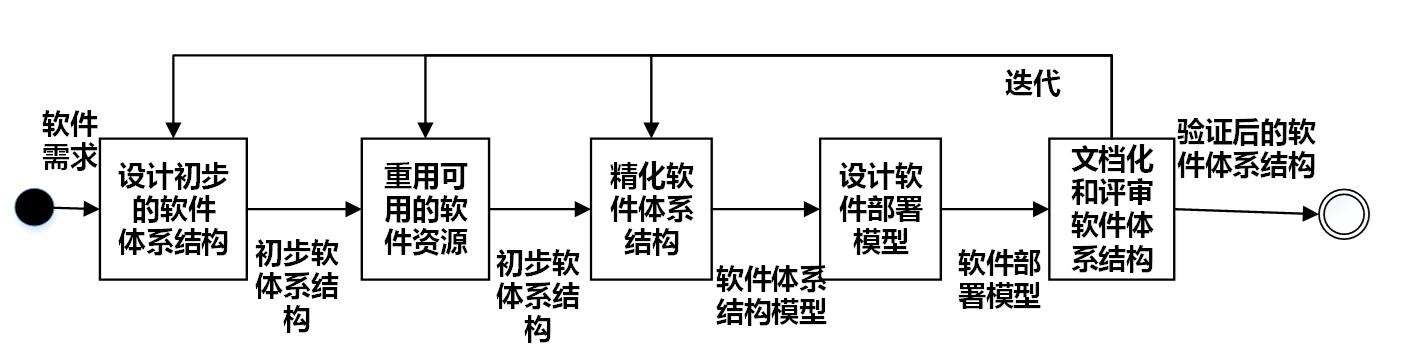 迭代
软件
需求
设计初步
的软件
体系结构
初步软
体系结
构
重用可
用的软
件资源
初步软
体系结
构
精化软
件体系
结构
软件体系
结构模型
设计软
件部署
模型
软件部
署模型
文档化
和评审
软件体
系结构
验证后的软
件体系结构